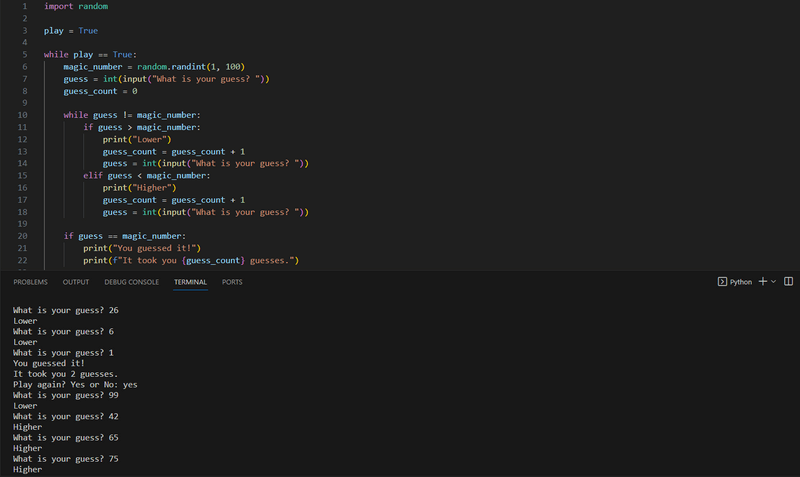 1 import random
2
3 play = True
4
5 while play == True:
6 magic_number = random.randint(1, 100)
7 guess = int(input("What is your guess? "))
8 guess_count = 0
9
10 while guess != magic_number:
11 if guess > magic_number:
12 print("Lower")
13 guess_count = guess_count + 1
14 guess = int(input("What is your guess? "))
15 elif guess < magic_number:
16 print("Higher")
17 guess_count = guess_count + 1
18 guess = int(input("What is your guess? "))
19
20 if guess == magic_number:
21 print("You guessed it!")
22 print(f"It took you {guess_count} guesses.")
PROBLEMS OUTPUT DEBUG CONSOLE TERMINAL PORTS Python
What is your guess? 26
Lower
What is your guess? 6
Lower
What is your guess? 1
You guessed it!
It took you 2 guesses.
Play again? Yes or No: yes
What is your guess? 99
Lower
What is your guess? 42
Higher
What is your guess? 65
Higher
What is your guess? 75
Higher